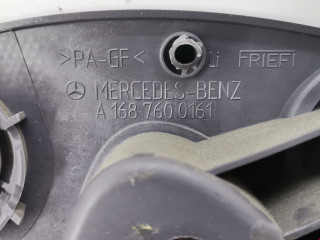 >PA-GF< LI FRIEFI
MERCEDES-BENZ
A 168 760 0161